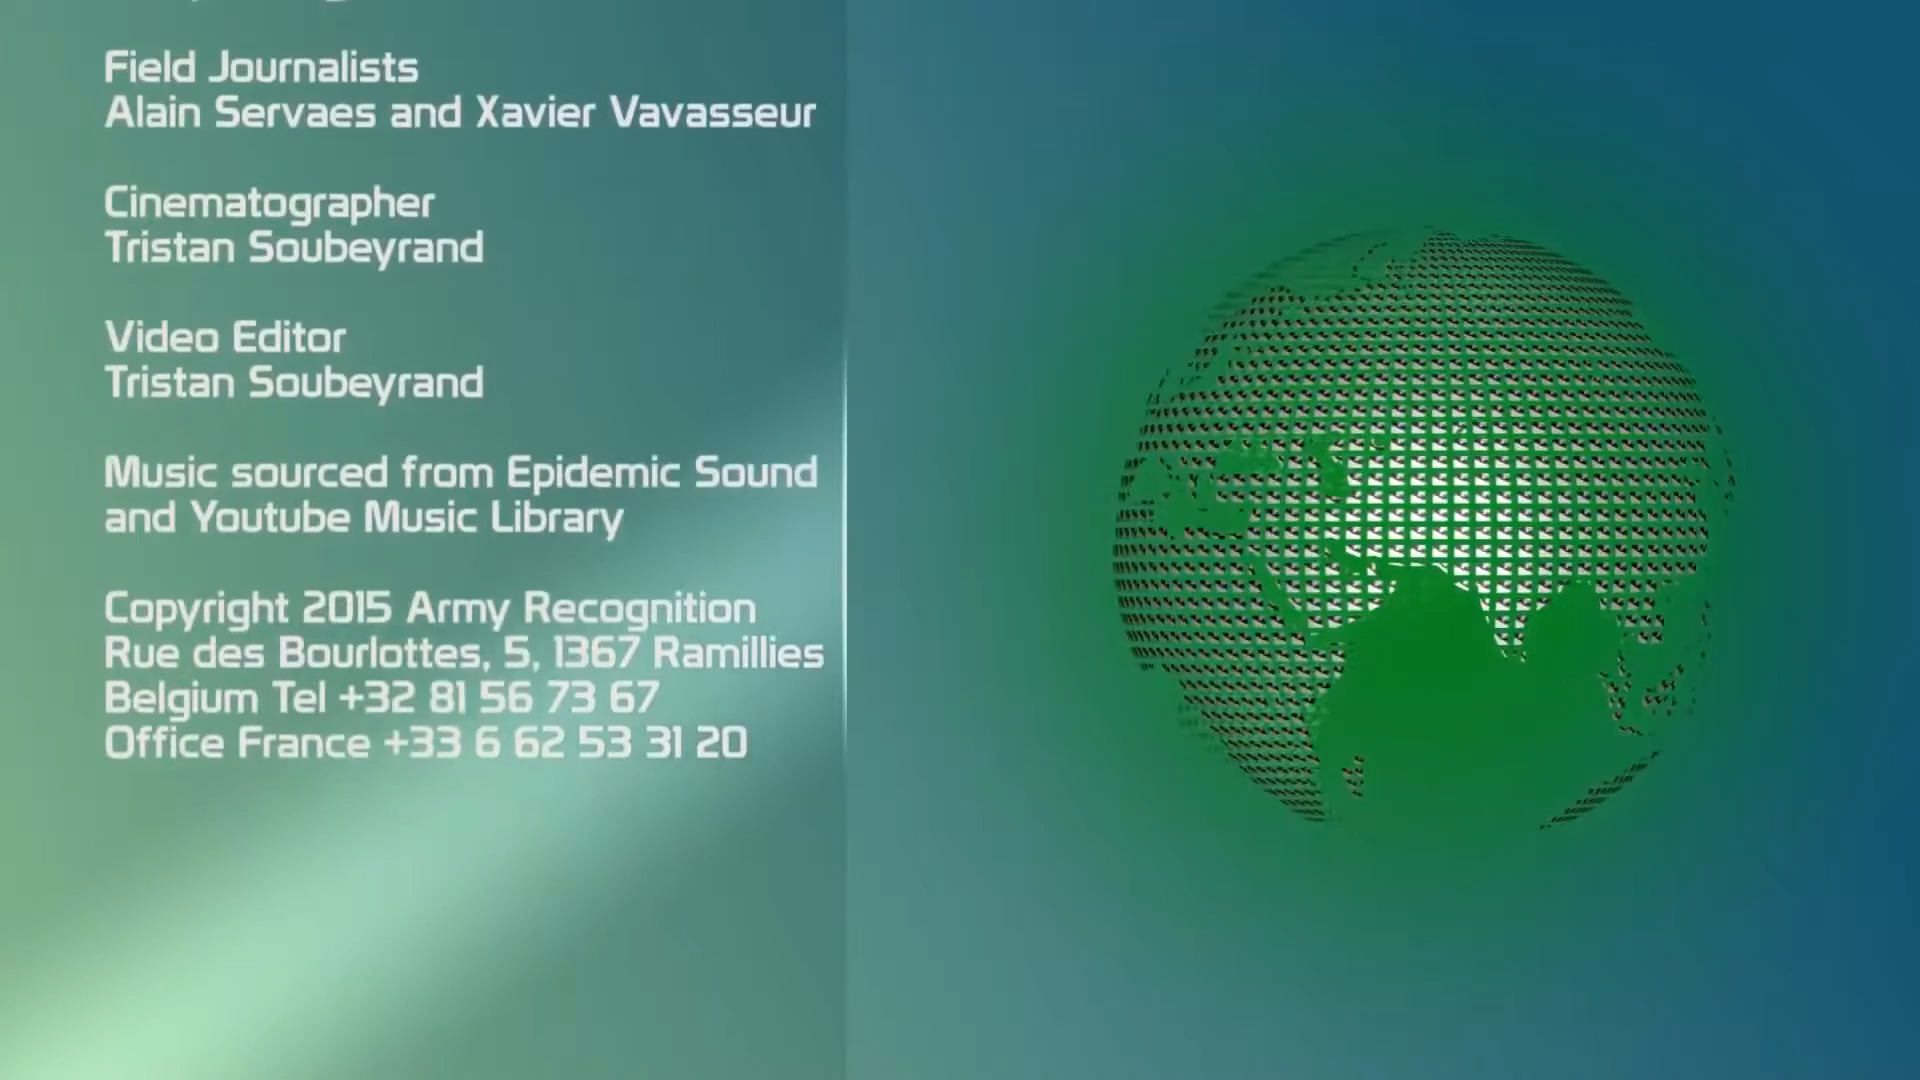 Field Journalists
Alain Servaes and Xavier Vavasseur
Cinematographer
Tristan Soubeyrand
Video Editor
Tristan Soubeyrand
Music sourced from Epidemic Sound
and Youtube Music Library
Copyright 2015 Army Recognition
Rue des Bourlottes, 5, 1367 Ramillies
Belgium Tel +32 81 56 73 67
Office France +33 6 62 53 31 20